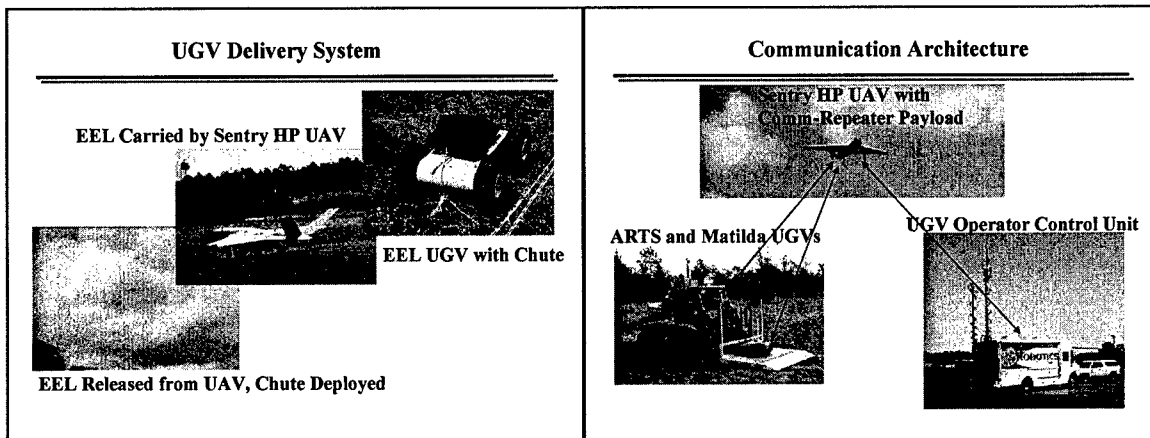 UGV Delivery System
EEL Carried by Sentry HP UAV
EEL UGV with Chute
EEL Released from UAV, Chute Deployed
Communication Architecture
Sentry HP UAV with
Comm-Repeater Payload
ARTS and Matilda UGVs
UGV Operator Control Unit
ROBOTICS